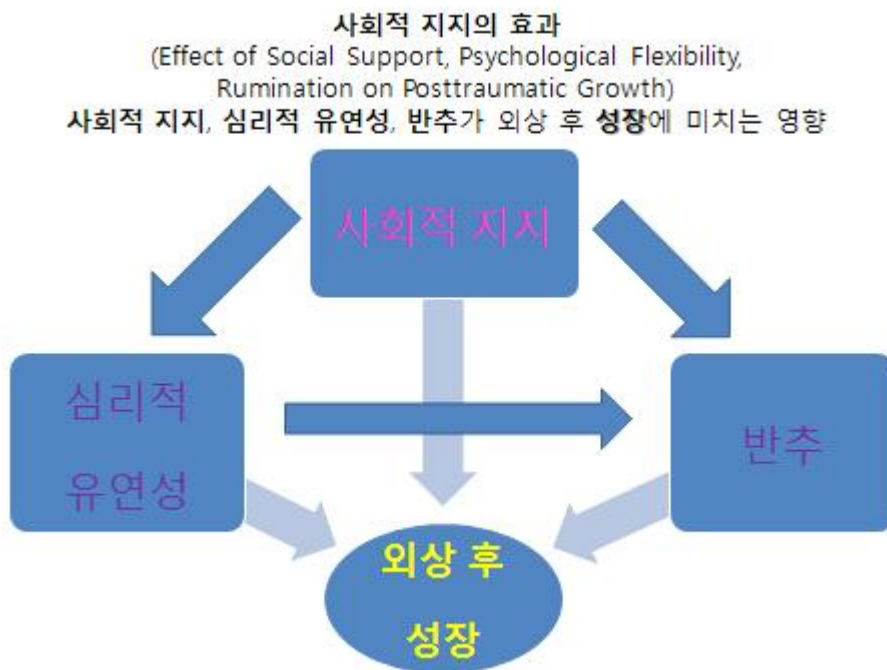 사회적 지지의 효과
(Effect of Social Support, Psychological Flexibility,
Rumination on Posttraumatic Growth)
사회적 지지, 심리적 유연성, 반추가 외상 후 성장에 미치는 영향
사회적 지지
심리적
유연성
반추
외상 후
성장